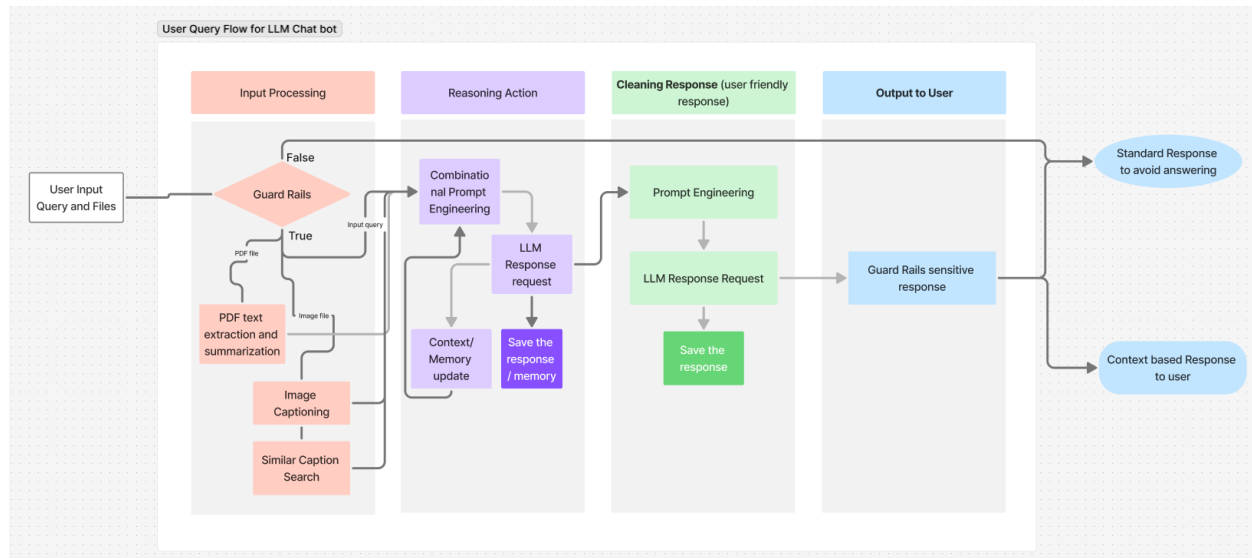 User Query Flow for LLM Chat bot
Input Processing
Reasoning Action
Cleaning Response (user friendly
response)
Output to User
User Input
Query and Files
False
Guard Rails
True
PDF file
Input query
Image file
PDF text
extraction and
summarization
Image
Captioning
Similar Caption
Search
Combinatio
nal Prompt
Engineering
LLM
Response
request
Context/
Memory
update
Save the
response
/ memory
Prompt Engineering
LLM Response Request
Save the
response
Guard Rails sensitive
response
Standard Response
to avoid answering
Context based Response
to user